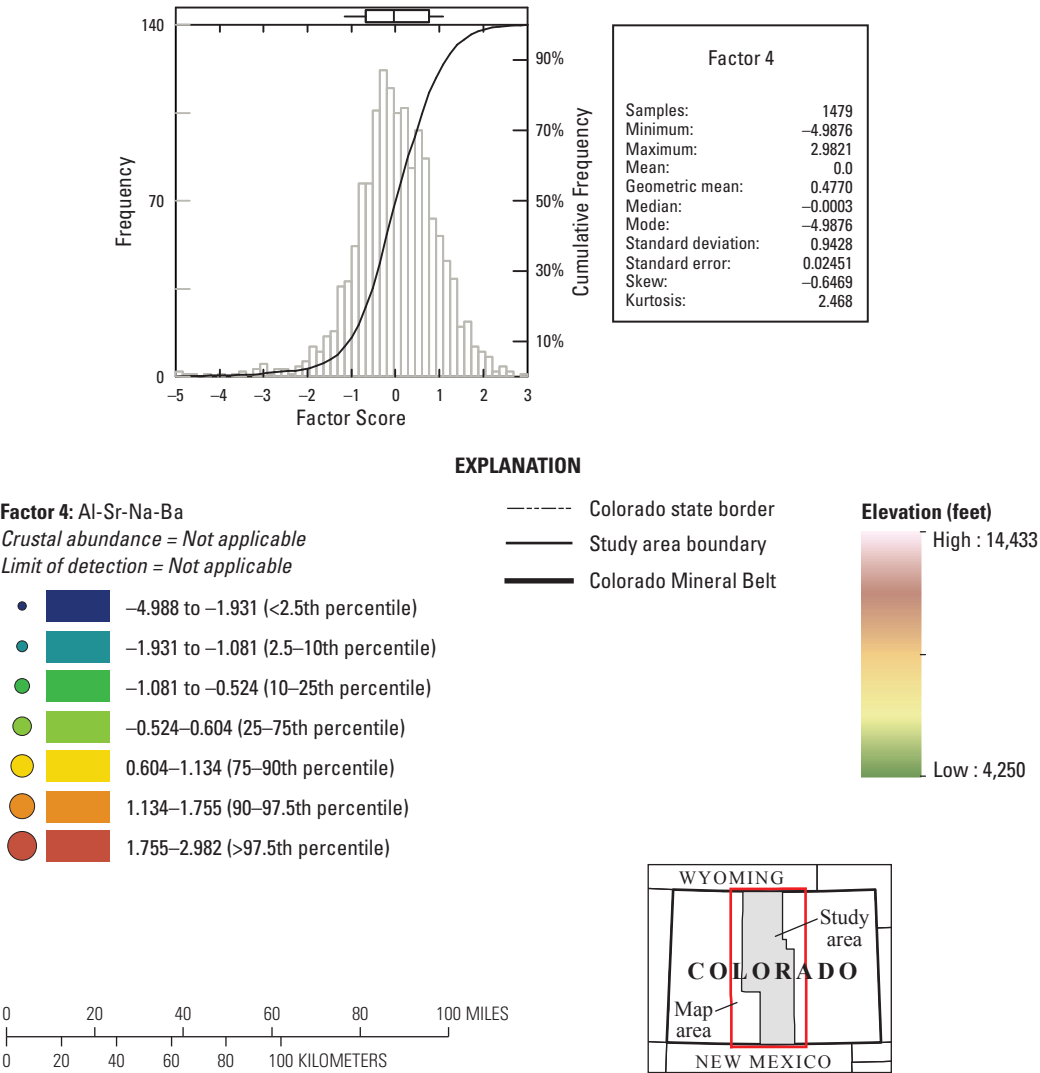 140
70
0
Frequency
90%
70%
50%
30%
10%
Cumulative Frequency
–5 –4 –3 –2 –1 0 1 2 3
Factor Score
Factor 4
Samples: 1479
Minimum: –4.9876
Maximum: 2.9821
Mean: 0.0
Geometric mean: 0.4770
Median: –0.0003
Mode: –4.9876
Standard deviation: 0.9428
Standard error: 0.02451
Skew: –0.6469
Kurtosis: 2.468
EXPLANATION
Factor 4: Al-Sr-Na-Ba
Crustal abundance = Not applicable
Limit of detection = Not applicable
–4.988 to –1.931 (<2.5th percentile)
–1.931 to –1.081 (2.5–10th percentile)
–1.081 to –0.524 (10–25th percentile)
–0.524–0.604 (25–75th percentile)
0.604–1.134 (75–90th percentile)
1.134–1.755 (90–97.5th percentile)
1.755–2.982 (>97.5th percentile)
Colorado state border
Study area boundary
Colorado Mineral Belt
Elevation (feet)
High : 14,433
Low : 4,250
0 20 40 60 80 100 MILES
0 20 40 60 80 100 KILOMETERS
WYOMING
Study
area
COLORADO
Map
area
NEW MEXICO